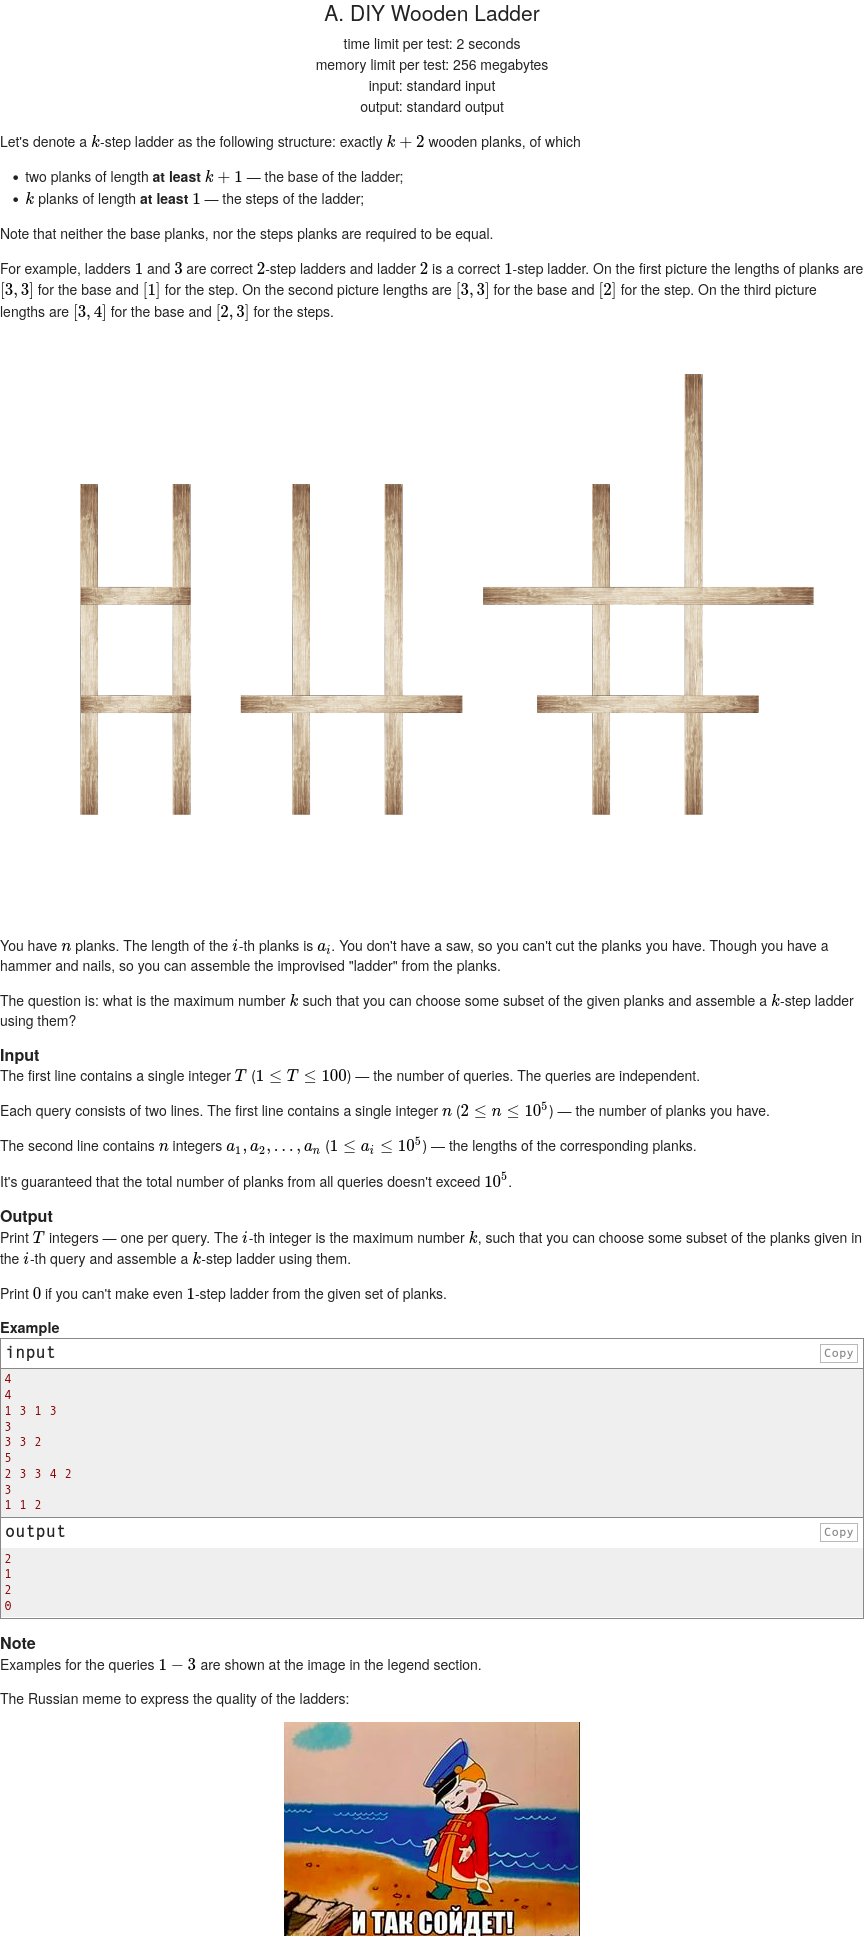 A. DIY Wooden Ladder
time limit per test: 2 seconds
memory limit per test: 256 megabytes
input: standard input
output: standard output
Let's denote a k-step ladder as the following structure: exactly k + 2 wooden planks, of which
• two planks of length at least k + 1 — the base of the ladder;
• k planks of length at least 1 — the steps of the ladder;
Note that neither the base planks, nor the steps planks are required to be equal.
For example, ladders 1 and 3 are correct 2-step ladders and ladder 2 is a correct 1-step ladder. On the first picture the lengths of planks are
[3, 3] for the base and [1] for the step. On the second picture lengths are [3, 3] for the base and [2] for the step. On the third picture
lengths are [3, 4] for the base and [2, 3] for the steps.
You have n planks. The length of the i-th planks is aᵢ. You don't have a saw, so you can't cut the planks you have. Though you have a
hammer and nails, so you can assemble the improvised "ladder" from the planks.
The question is: what is the maximum number k such that you can choose some subset of the given planks and assemble a k-step ladder
using them?
Input
The first line contains a single integer T (1 ≤ T ≤ 100) — the number of queries. The queries are independent.
Each query consists of two lines. The first line contains a single integer n (2 ≤ n ≤ 10⁵) — the number of planks you have.
The second line contains n integers a₁, a₂, …, aₙ (1 ≤ aᵢ ≤ 10⁵) — the lengths of the corresponding planks.
It's guaranteed that the total number of planks from all queries doesn't exceed 10⁵.
Output
Print T integers — one per query. The i-th integer is the maximum number k, such that you can choose some subset of the planks given in
the i-th query and assemble a k-step ladder using them.
Print 0 if you can't make even 1-step ladder from the given set of planks.
Example
input Copy
4
4
1 3 1 3
3
3 3 2
5
2 3 3 4 2
3
1 1 2
output Copy
2
1
2
0
Note
Examples for the queries 1 − 3 are shown at the image in the legend section.
The Russian meme to express the quality of the ladders:
И ТАК СОЙДЕТ!